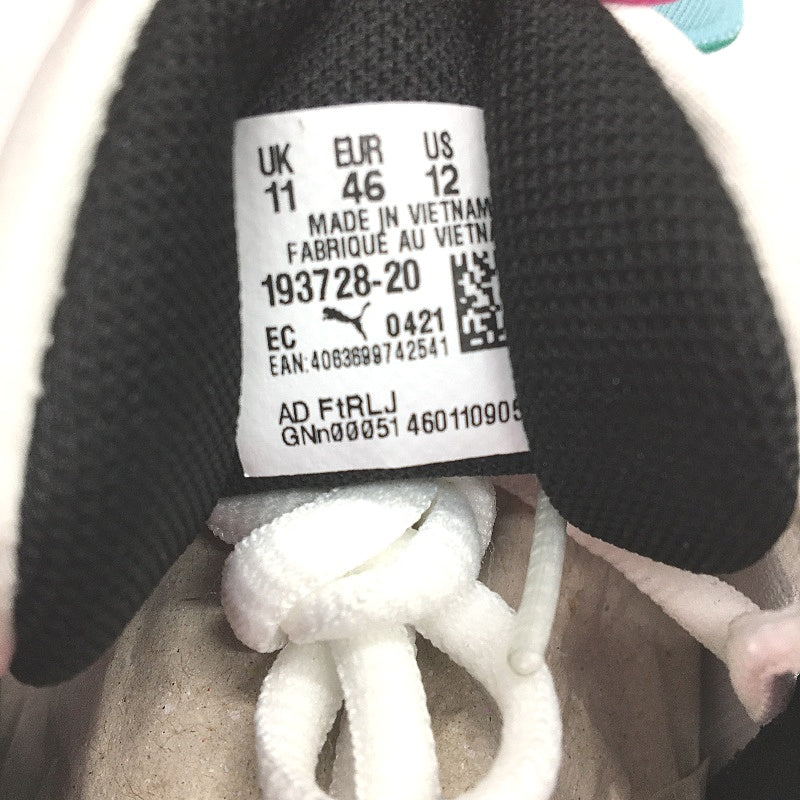 UK EUR US
11 46 12
MADE IN VIETNAM
FABRIQUÉ AU VIETN
193728-20
EC 0421
EAN:4063699742541
AD FtRLJ
GNn00051 460110905